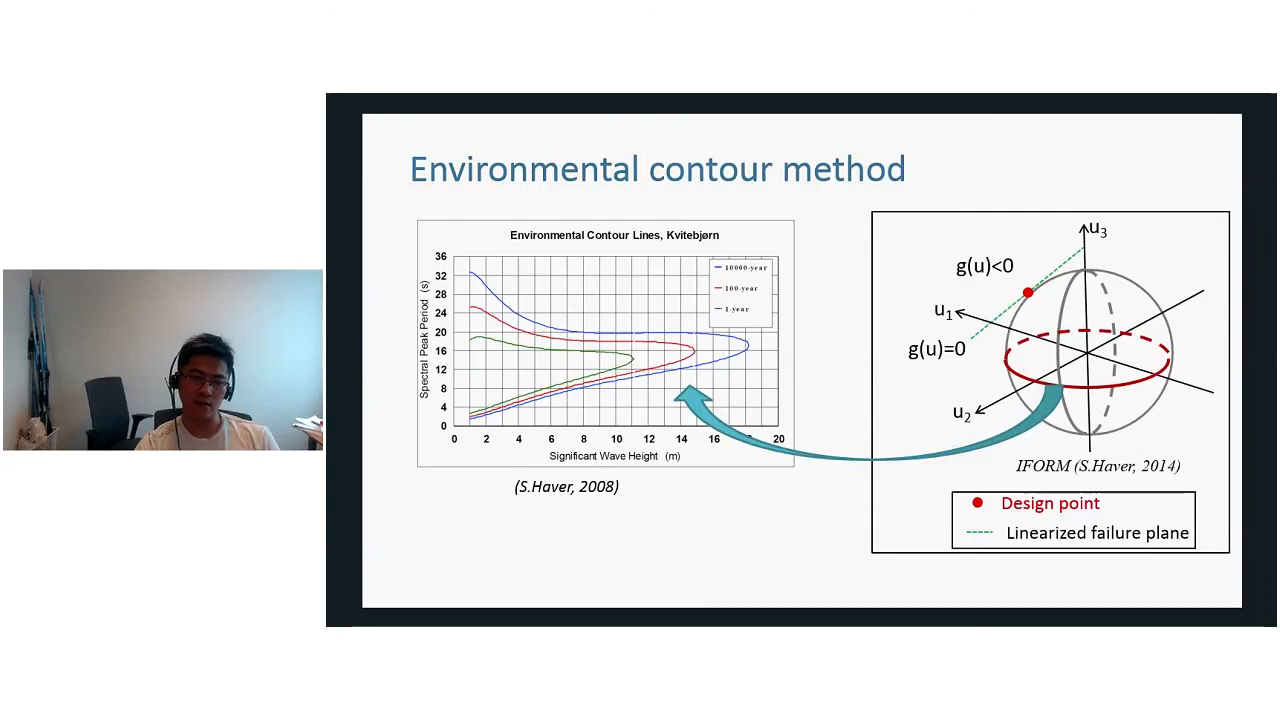 Environmental contour method
Environmental Contour Lines, Kvitebjørn
36
32
28
24
20
16
12
8
4
0
Spectral Peak Period (s)
10000-year
100-year
1-year
0 2 4 6 8 10 12 14 16 20
Significant Wave Height (m)
(S.Haver, 2008)
u3
g(u)<0
u1
g(u)=0
u2
IFORM (S.Haver, 2014)
Design point
Linearized failure plane